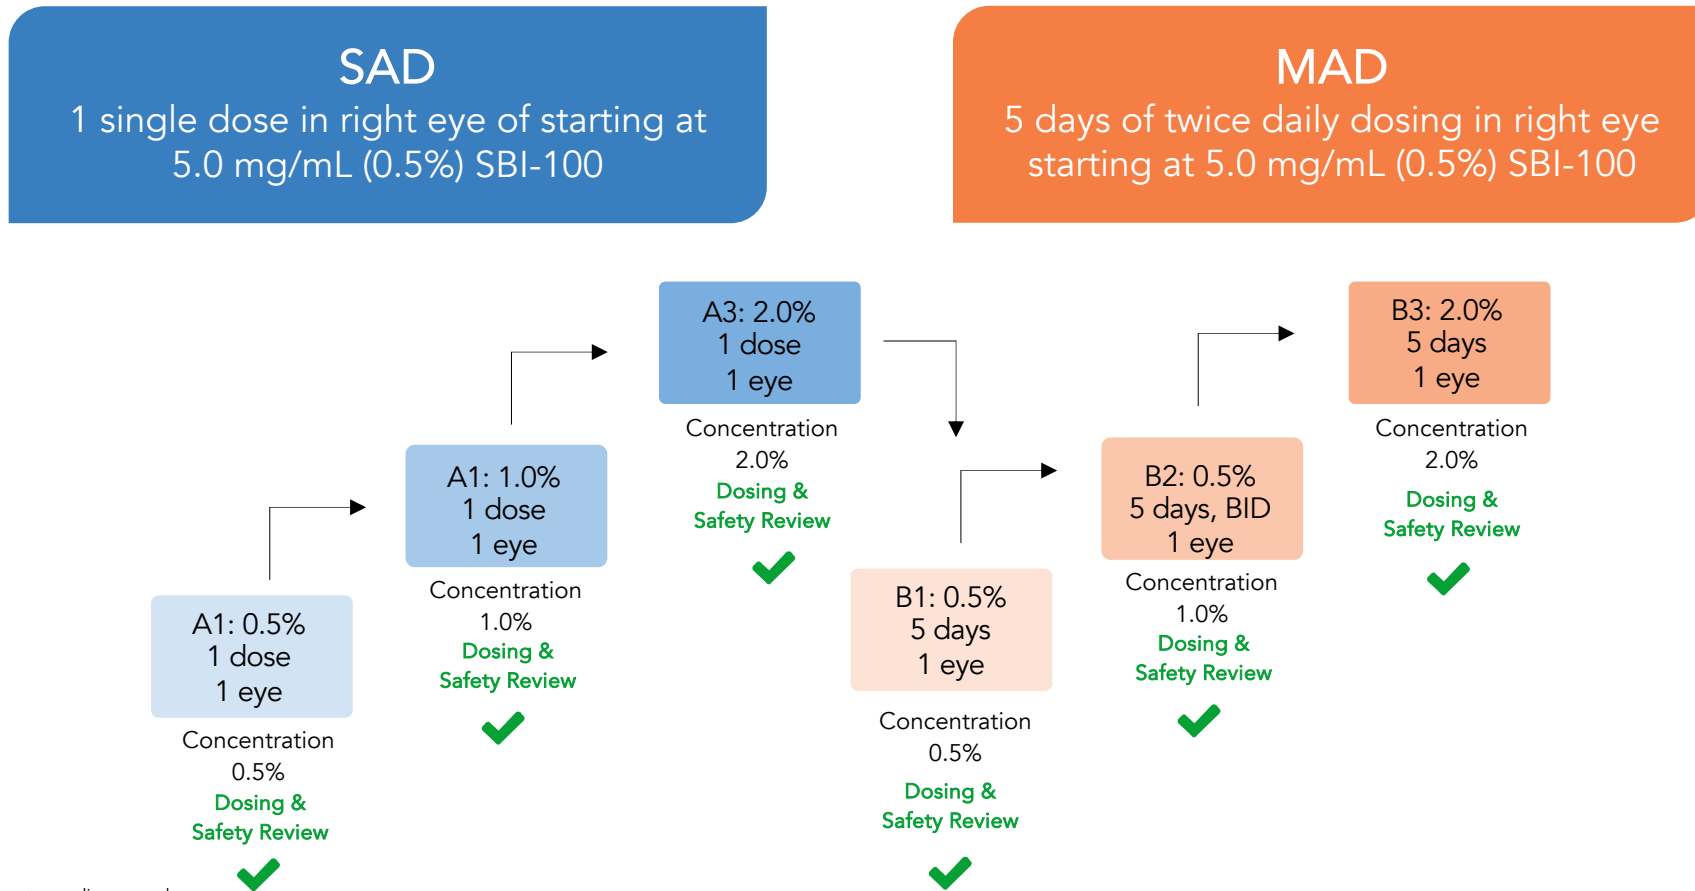 SAD
1 single dose in right eye of starting at
5.0 mg/mL (0.5%) SBI-100
MAD
5 days of twice daily dosing in right eye
starting at 5.0 mg/mL (0.5%) SBI-100
A1: 0.5%
1 dose
1 eye
Concentration
0.5%
Dosing &
Safety Review
A1: 1.0%
1 dose
1 eye
Concentration
1.0%
Dosing &
Safety Review
A3: 2.0%
1 dose
1 eye
Concentration
2.0%
Dosing &
Safety Review
B1: 0.5%
5 days
1 eye
Concentration
0.5%
Dosing &
Safety Review
B2: 0.5%
5 days, BID
1 eye
Concentration
1.0%
Dosing &
Safety Review
B3: 2.0%
5 days
1 eye
Concentration
2.0%
Dosing &
Safety Review